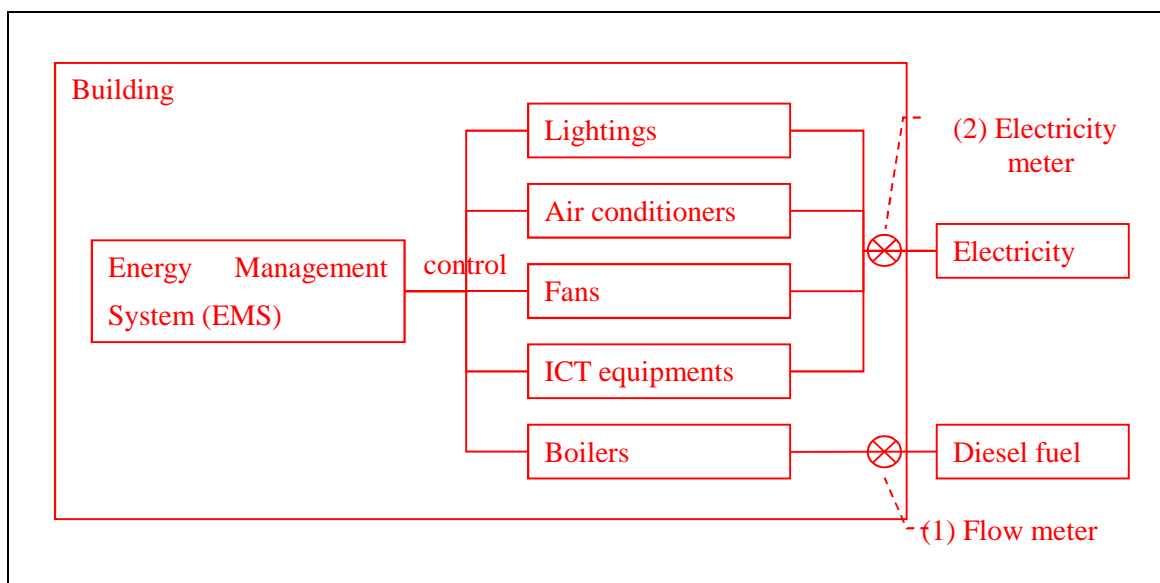 Building
Lightings
(2) Electricity
meter
Air conditioners
Energy Management
System (EMS)
control
Electricity
Fans
ICT equipments
Boilers
Diesel fuel
(1) Flow meter